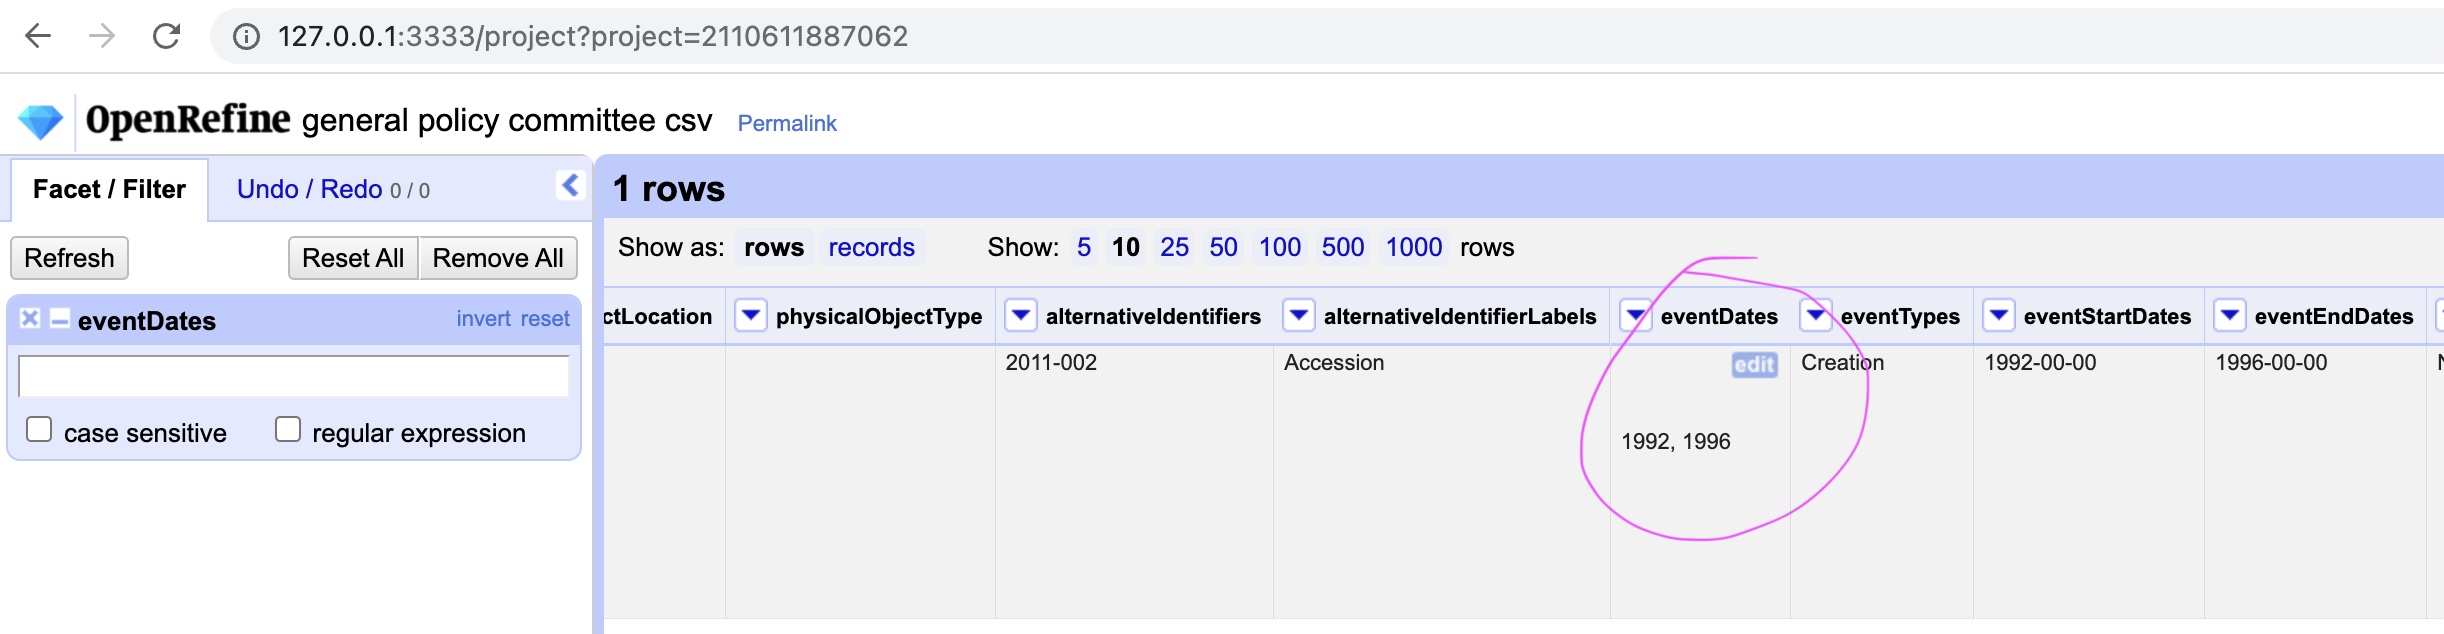 127.0.0.1:3333/project?project=2110611887062
OpenRefine general policy committee csv Permalink
Facet / Filter Undo / Redo 0 / 0
1 rows
Refresh Reset All Remove All
Show as: rows records Show: 5 10 25 50 100 500 1000 rows
eventDates invert reset
case sensitive regular expression
ctLocation physicalObjectType alternativeIdentifiers alternativeIdentifierLabels eventDates eventTypes eventStartDates eventEndDates
2011-002 Accession edit Creation 1992-00-00 1996-00-00
1992, 1996